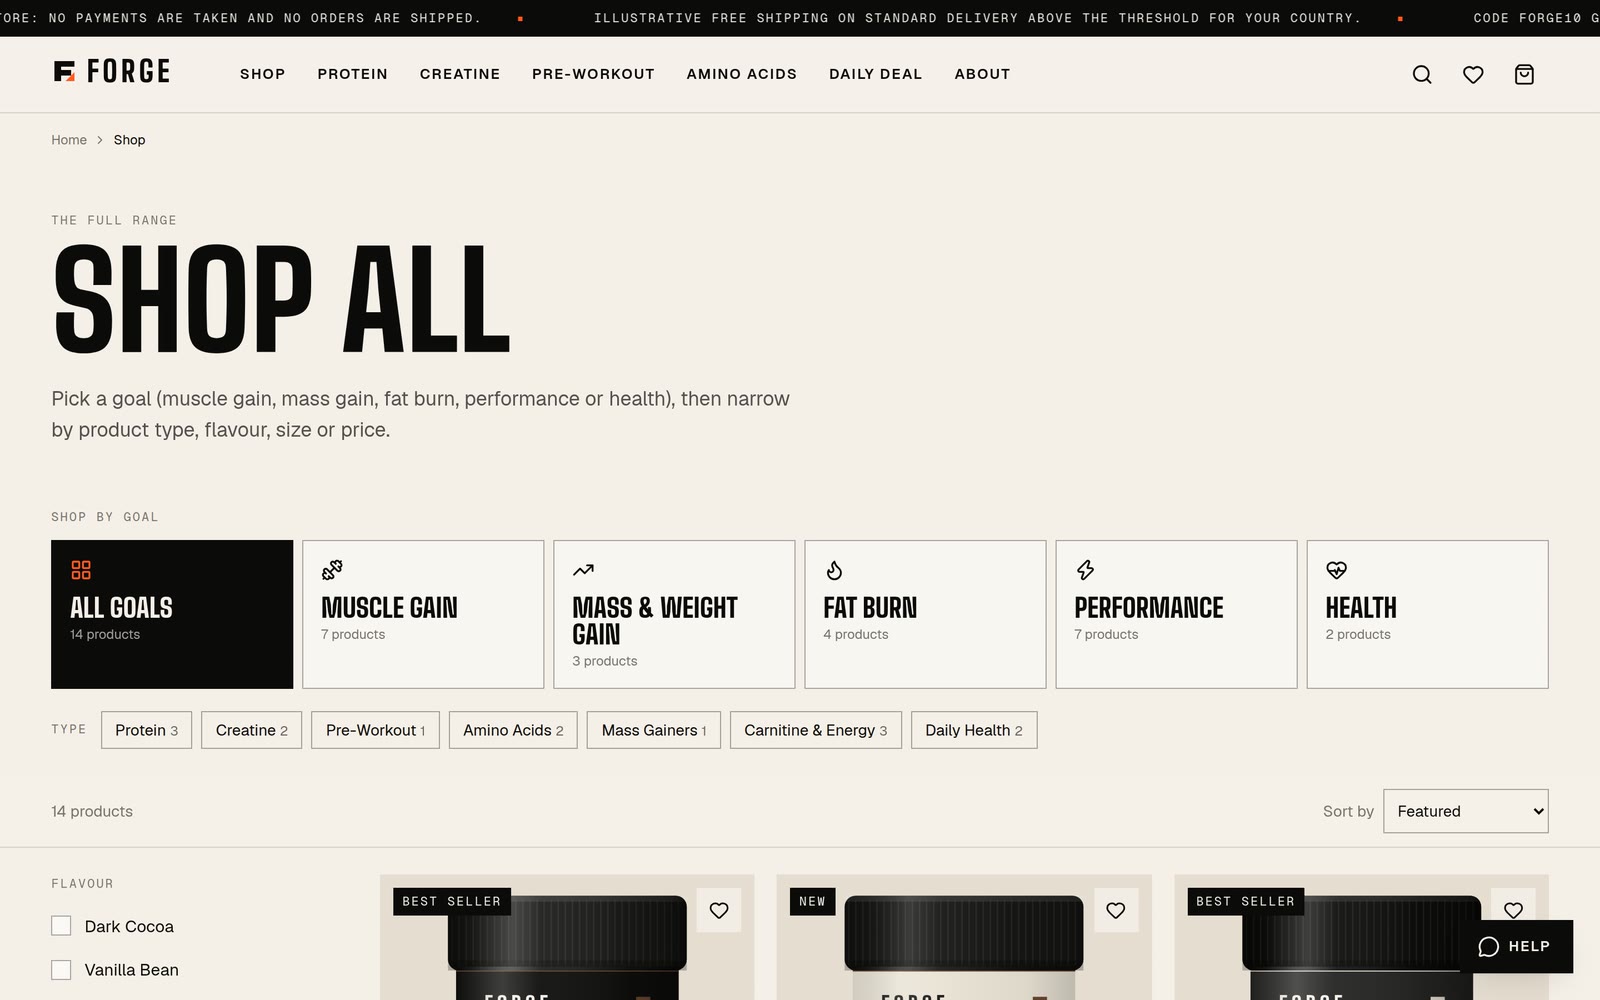 TORE: NO PAYMENTS ARE TAKEN AND NO ORDERS ARE SHIPPED. ILLUSTRATIVE FREE SHIPPING ON STANDARD DELIVERY ABOVE THE THRESHOLD FOR YOUR COUNTRY. CODE FORGE10 G
FORGE SHOP PROTEIN CREATINE PRE-WORKOUT AMINO ACIDS DAILY DEAL ABOUT
Home > Shop
THE FULL RANGE
SHOP ALL
Pick a goal (muscle gain, mass gain, fat burn, performance or health), then narrow
by product type, flavour, size or price.
SHOP BY GOAL
ALL GOALS
14 products
MUSCLE GAIN
7 products
MASS & WEIGHT
GAIN
3 products
FAT BURN
4 products
PERFORMANCE
7 products
HEALTH
2 products
TYPE Protein 3 Creatine 2 Pre-Workout 1 Amino Acids 2 Mass Gainers 1 Carnitine & Energy 3 Daily Health 2
14 products
Sort by Featured
FLAVOUR
Dark Cocoa
Vanilla Bean
BEST SELLER
FORGE
NEW
FORGE
BEST SELLER
FORGE
HELP